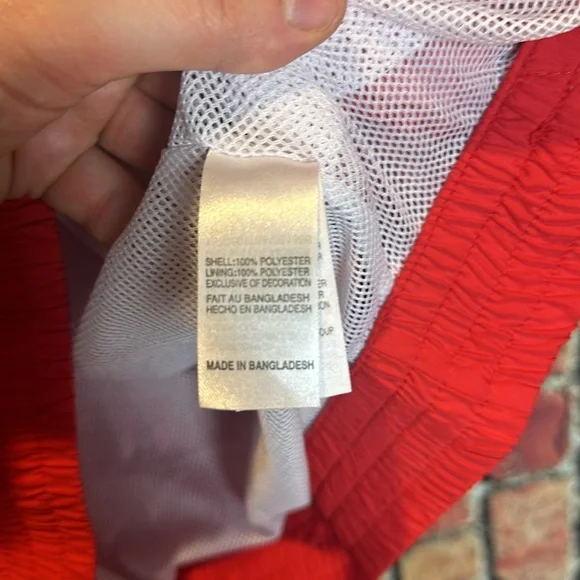 SHELL:100% POLYESTER
LINING:100% POLYESTER
EXCLUSIVE OF DECORATION
FAIT AU BANGLADESH
HECHO EN BANGLADESH
MADE IN BANGLADESH